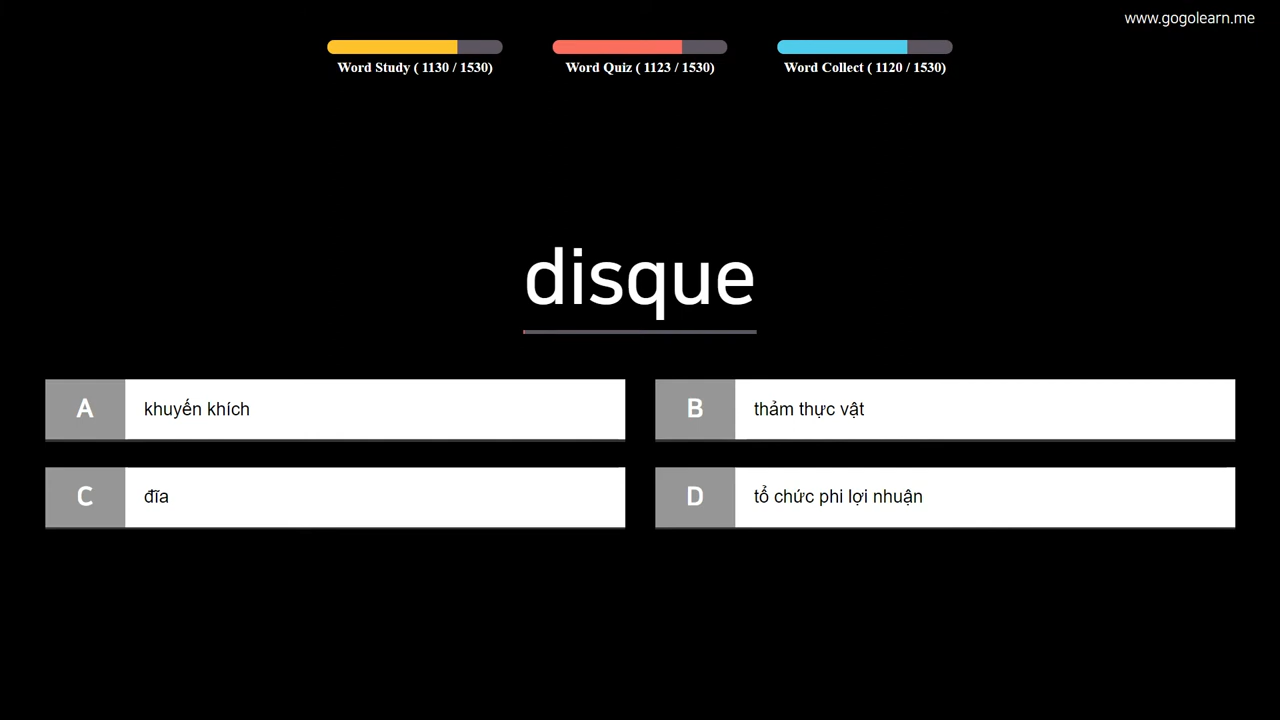 www.gogolearn.me
Word Study ( 1130 / 1530)
Word Quiz ( 1123 / 1530)
Word Collect ( 1120 / 1530)
disque
A khuyến khích
B thảm thực vật
C đĩa
D tổ chức phi lợi nhuận